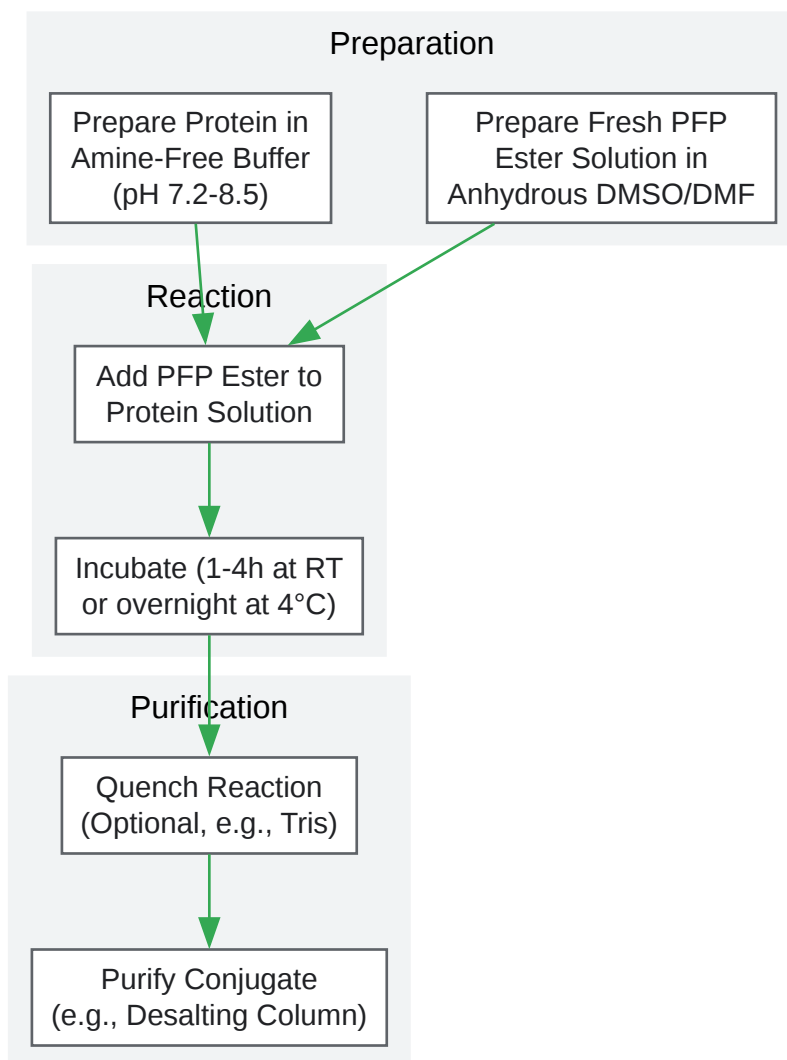 Preparation
Prepare Protein in
Amine-Free Buffer
(pH 7.2-8.5)
Prepare Fresh PFP
Ester Solution in
Anhydrous DMSO/DMF
Reaction
Add PFP Ester to
Protein Solution
Incubate (1-4h at RT
or overnight at 4°C)
Purification
Quench Reaction
(Optional, e.g., Tris)
Purify Conjugate
(e.g., Desalting Column)